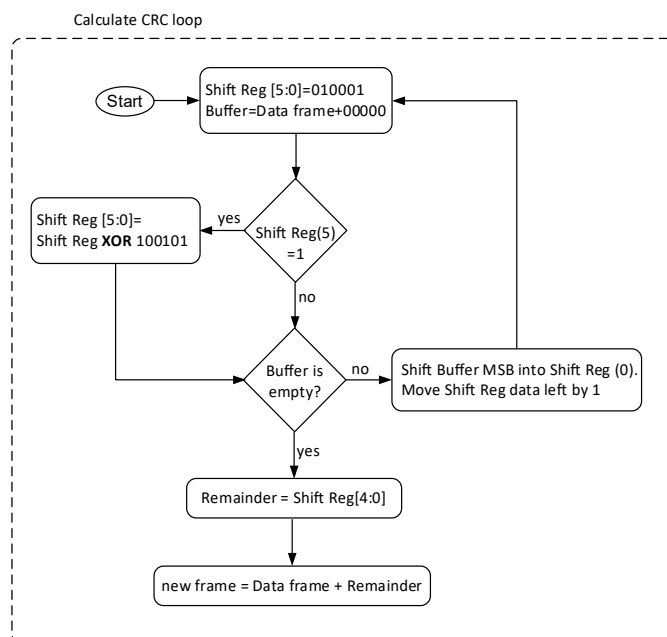 Calculate CRC loop
Start
Shift Reg [5:0]=010001
Buffer=Data frame+00000
Shift Reg [5:0]=
Shift Reg XOR 100101
yes
Shift Reg(5)
=1
no
Buffer is
empty?
no
Shift Buffer MSB into Shift Reg (0).
Move Shift Reg data left by 1
yes
Remainder = Shift Reg[4:0]
new frame = Data frame + Remainder